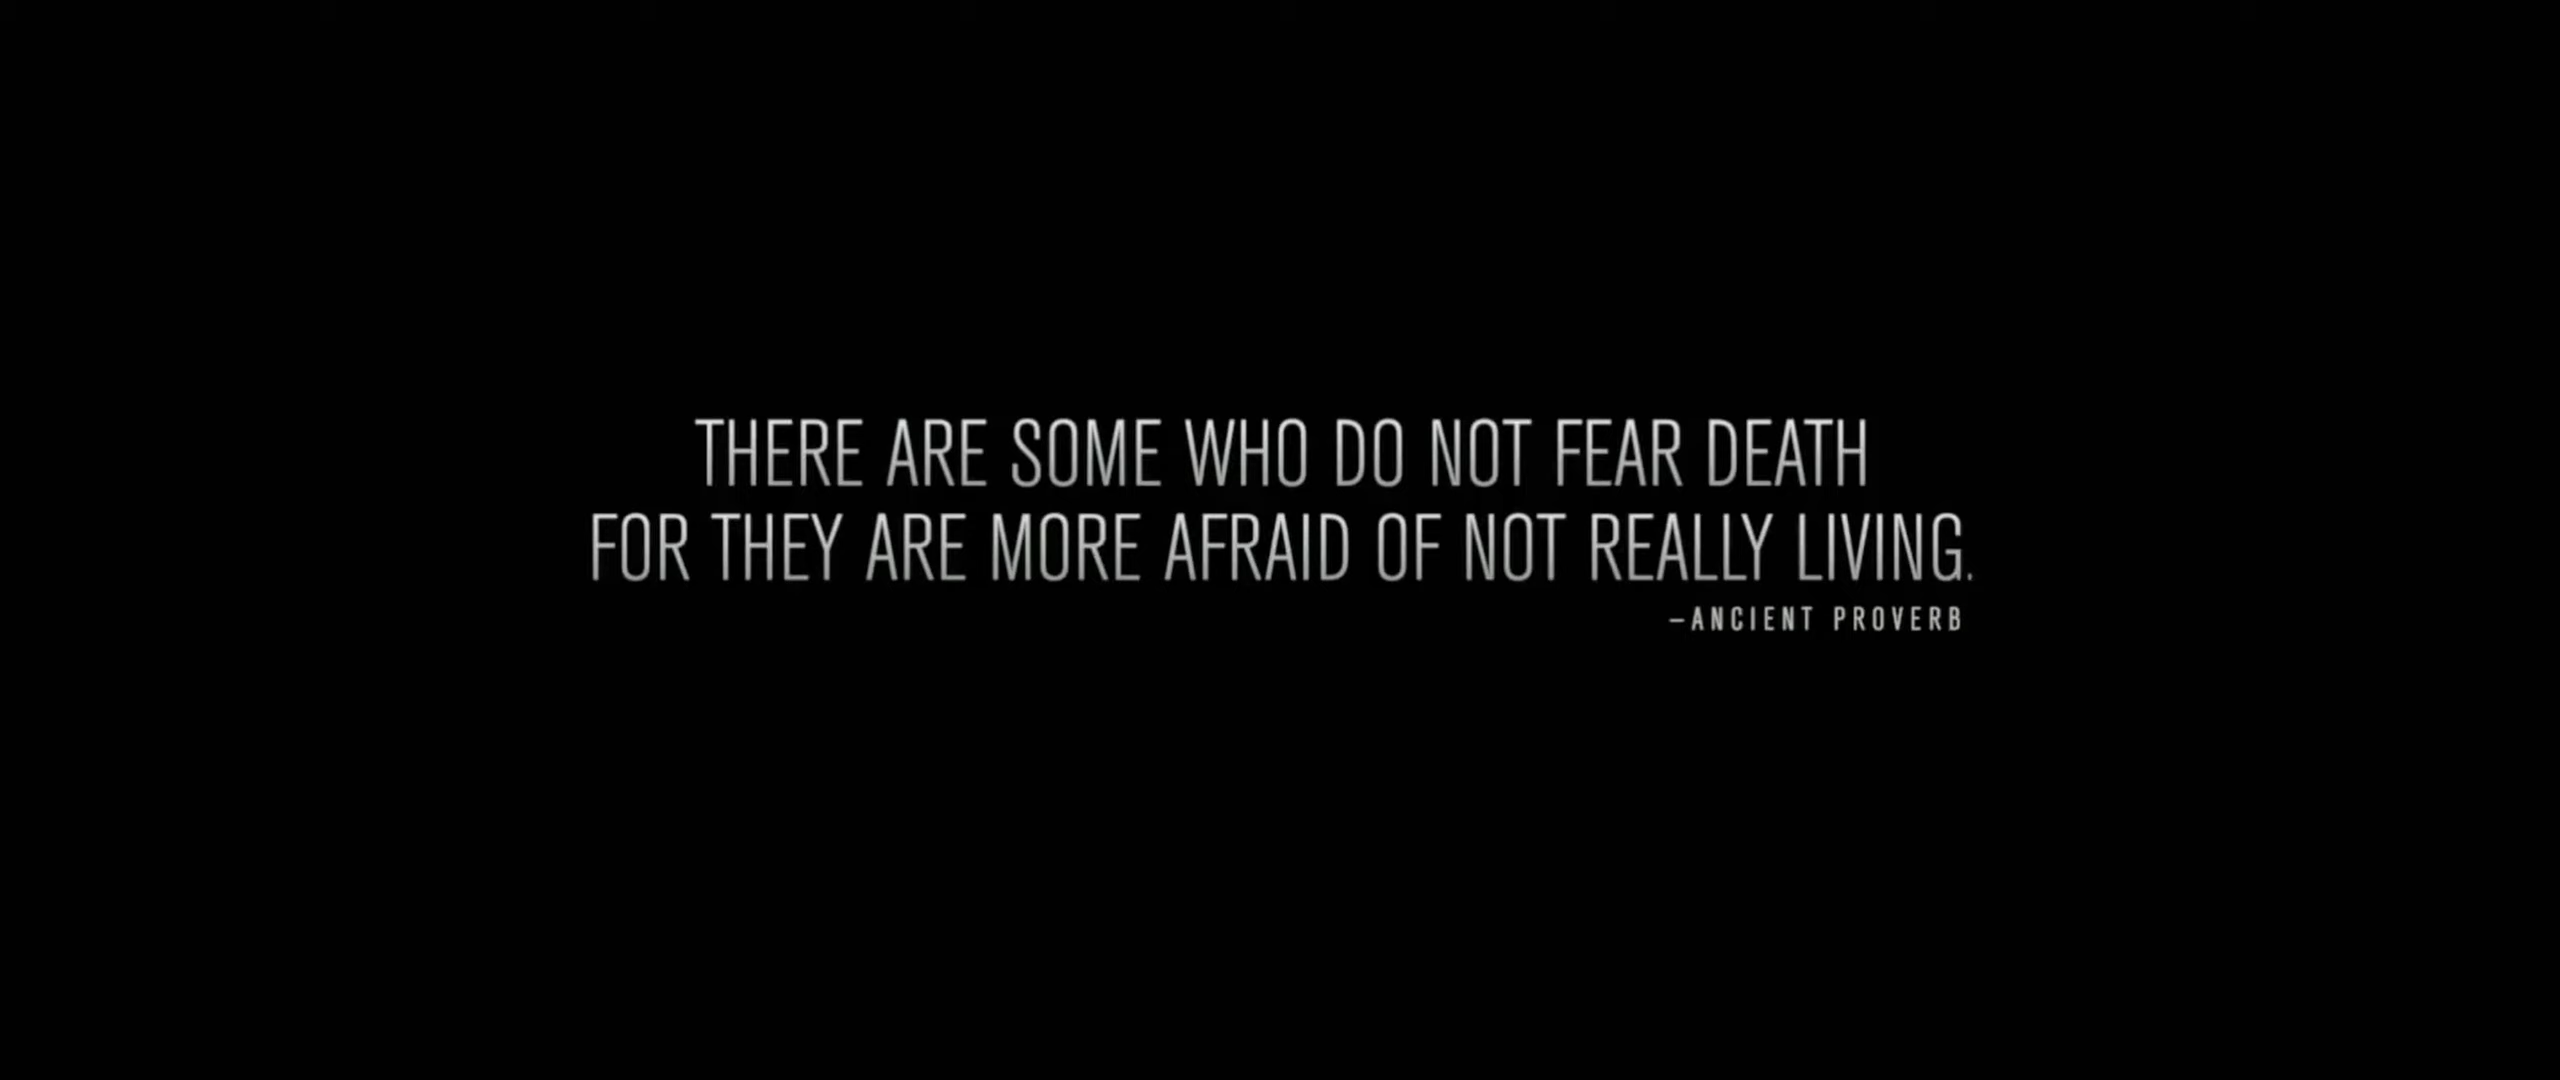 THERE ARE SOME WHO DO NOT FEAR DEATH
FOR THEY ARE MORE AFRAID OF NOT REALLY LIVING.
–ANCIENT PROVERB